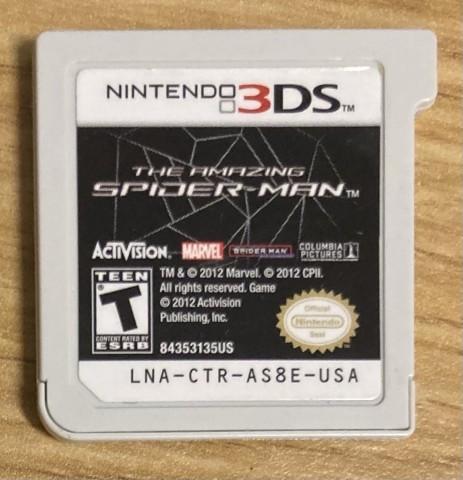 NINTENDO 3DS™
THE AMAZING
SPIDER-MAN™
ACTIVISION. MARVEL SPIDER-MAN COLUMBIA PICTURES
TEEN
T
CONTENT RATED BY
ESRB
TM & © 2012 Marvel. © 2012 CPII.
All rights reserved. Game
© 2012 Activision
Publishing, Inc.
84353135US
Official
Nintendo
Seal
LNA-CTR-AS8E-USA